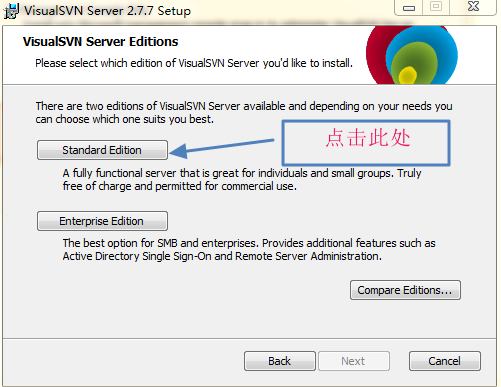 VisualSVN Server 2.7.7 Setup
VisualSVN Server Editions
Please select which edition of VisualSVN Server you'd like to install.
There are two editions of VisualSVN Server available and depending on your needs you
can choose which one suits you best.
Standard Edition
点击此处
A fully functional server that is great for individuals and small groups. Truly
free of charge and permitted for commercial use.
Enterprise Edition
The best option for SMB and enterprises. Provides additional features such as
Active Directory Single Sign-On and Remote Server Administration.
Compare Editions...
Back
Next
Cancel